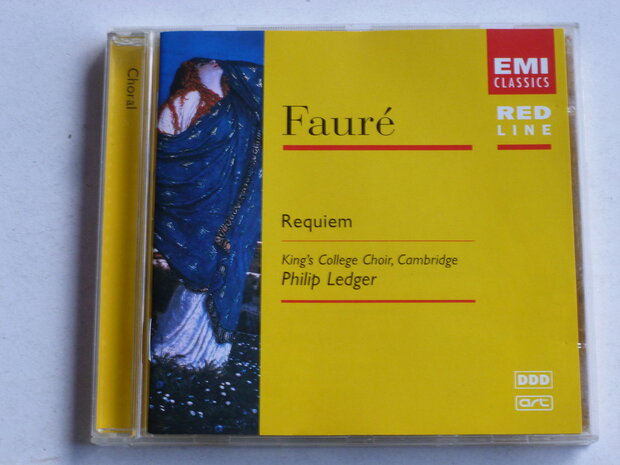 Choral
EMI
CLASSICS
RED
LINE
Fauré
Requiem
King's College Choir, Cambridge
Philip Ledger
DDD
art